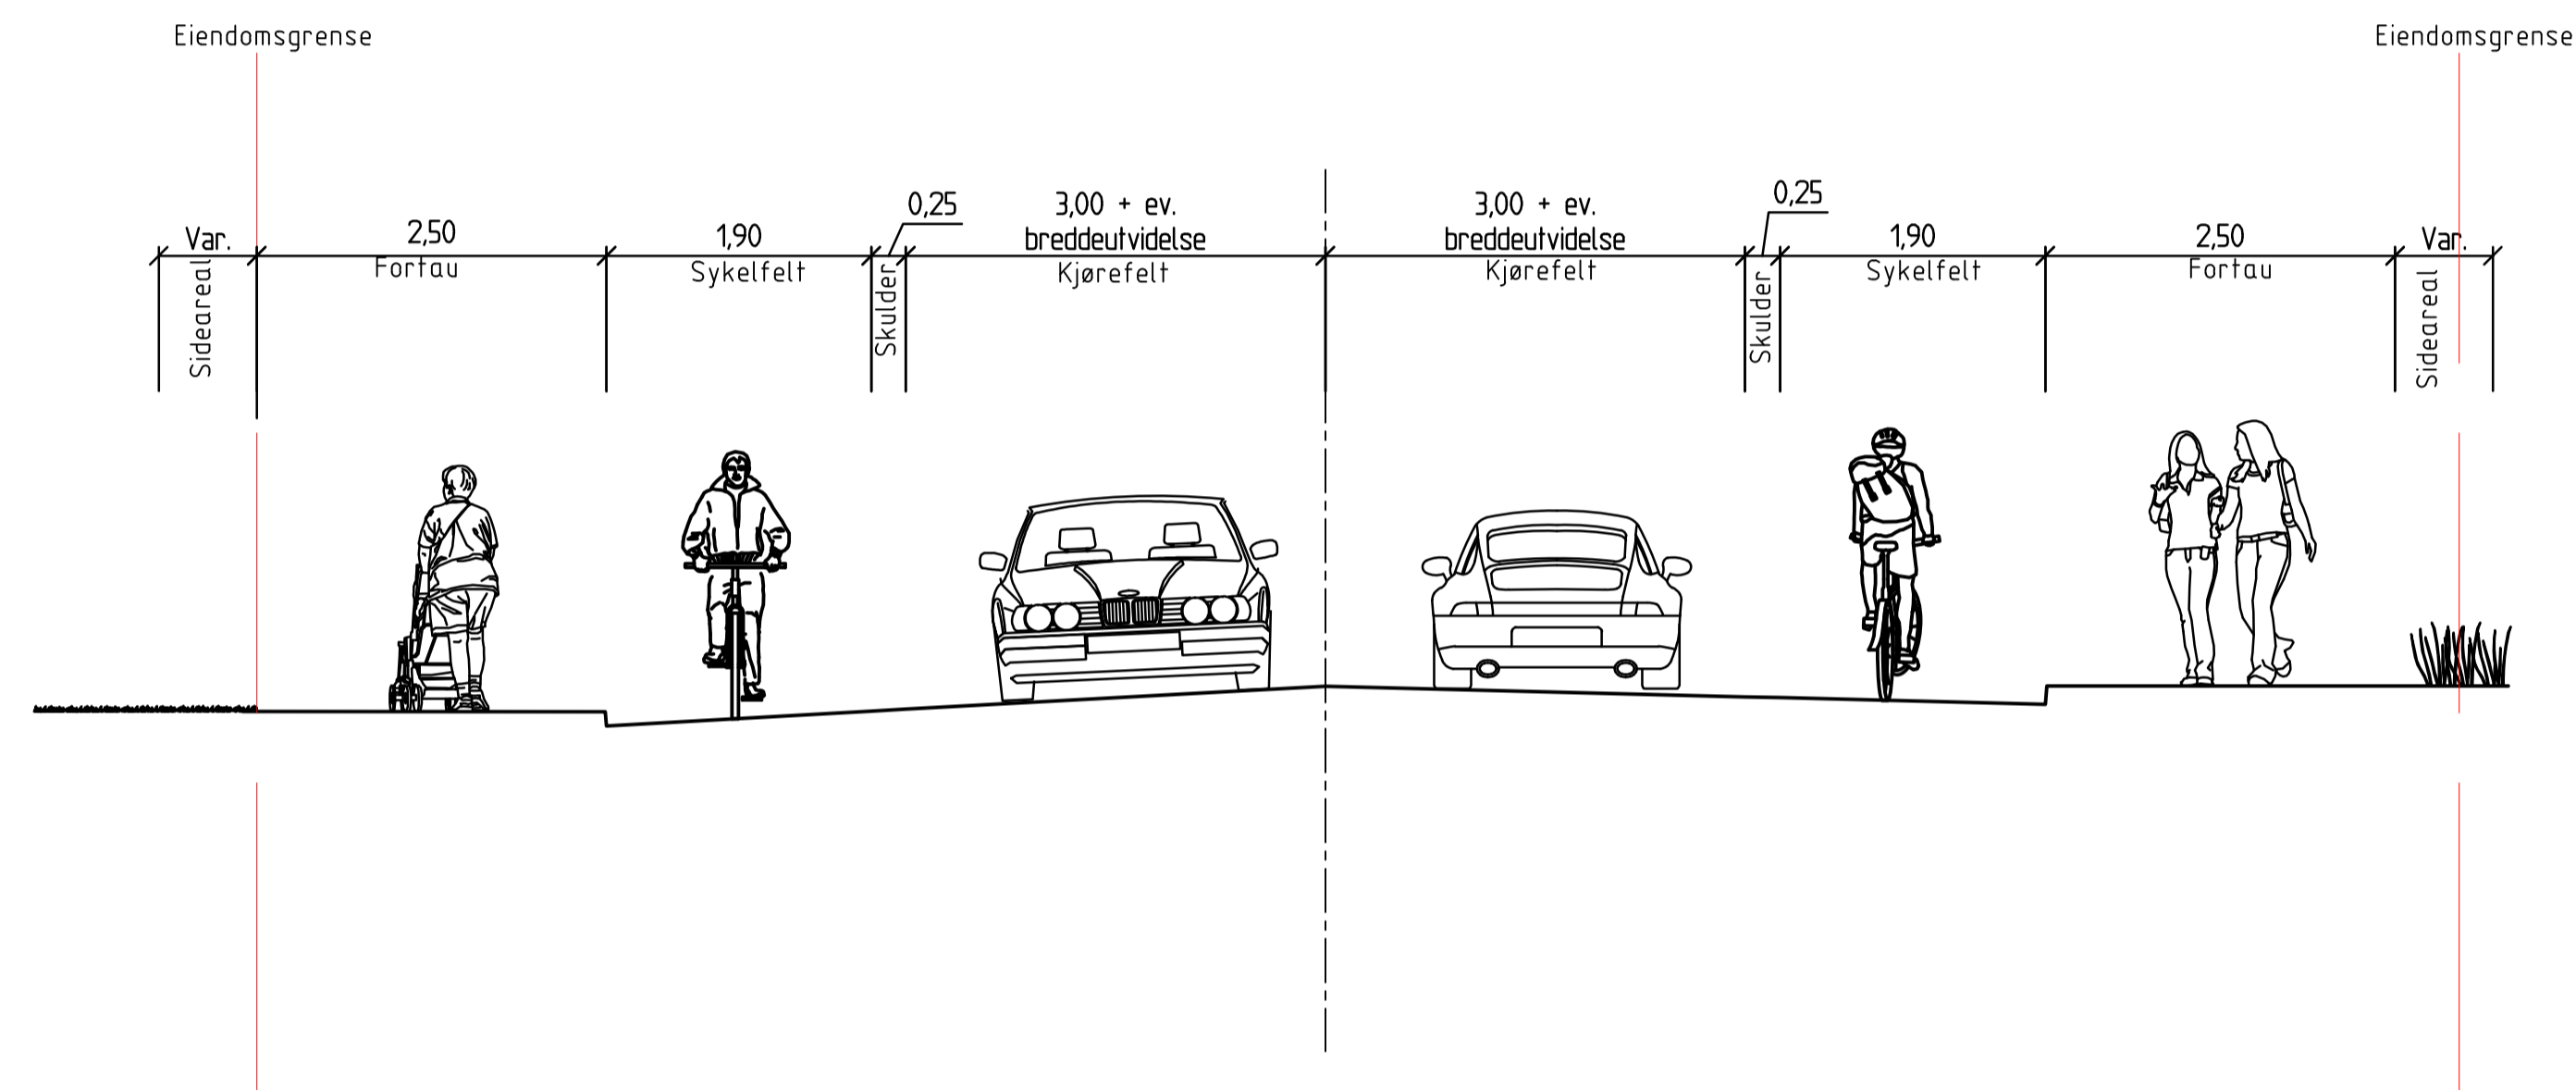 Eiendomsgrense
Eiendomsgrense
Var.
2,50
1,90
0,25
3,00 + ev.
breddeutvidelse
3,00 + ev.
breddeutvidelse
0,25
1,90
2,50
Var.
Sideareal
Fortau
Sykelfelt
Skulder
Kjørefelt
Kjørefelt
Skulder
Sykelfelt
Fortau
Sideareal